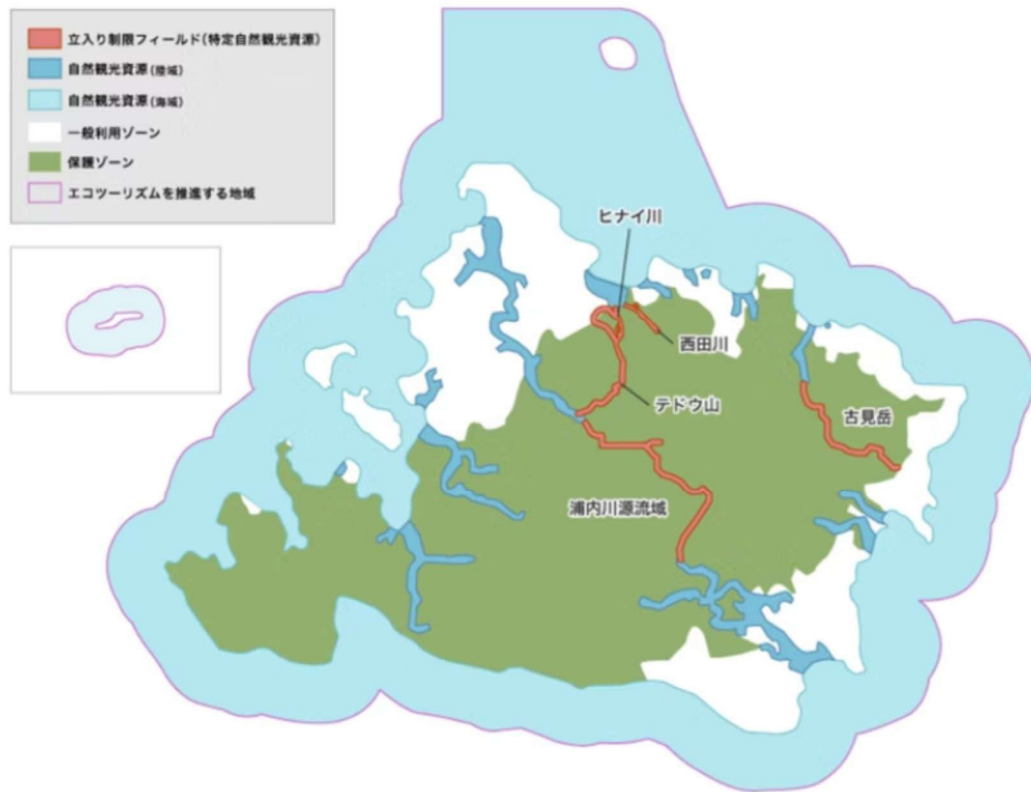 立入り制限フィールド(特定自然観光資源)
自然観光資源(陸域)
自然観光資源(海域)
一般利用ゾーン
保護ゾーン
エコツーリズムを推進する地域
ヒナイ川
西田川
テドウ山
古見岳
浦内川源流域